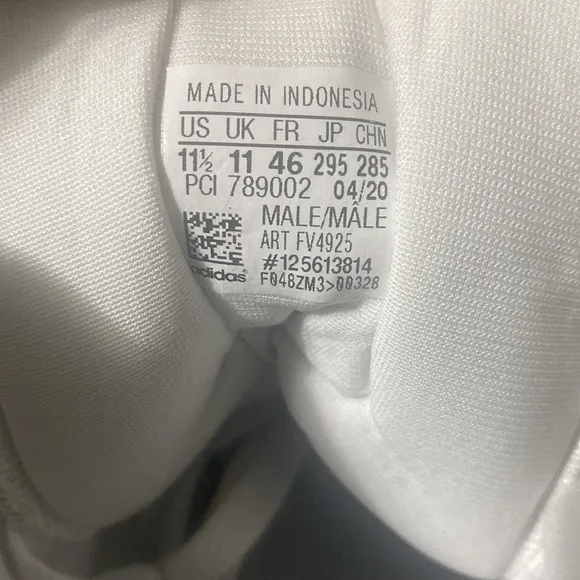 MADE IN INDONESIA
US UK FR JP CHN
11½ 11 46 295 285
PCI 789002 04/20
MALE/MÂLE
ART FV4925
#125613814
adidas F048ZM3>00328